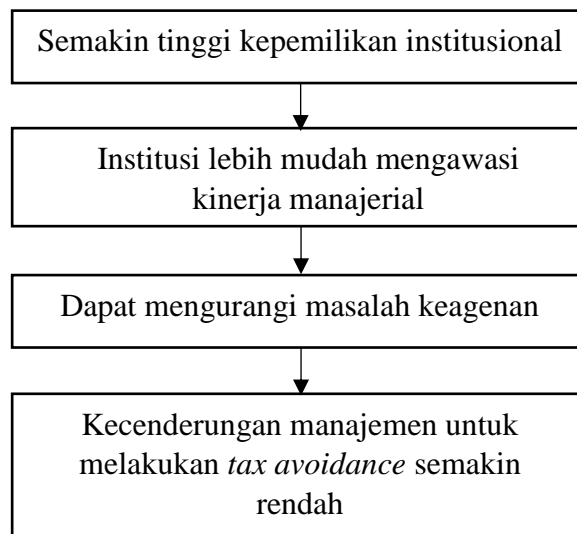 Semakin tinggi kepemilikan institusional
Institusi lebih mudah mengawasi
kinerja manajerial
Dapat mengurangi masalah keagenan
Kecenderungan manajemen untuk
melakukan tax avoidance semakin
rendah